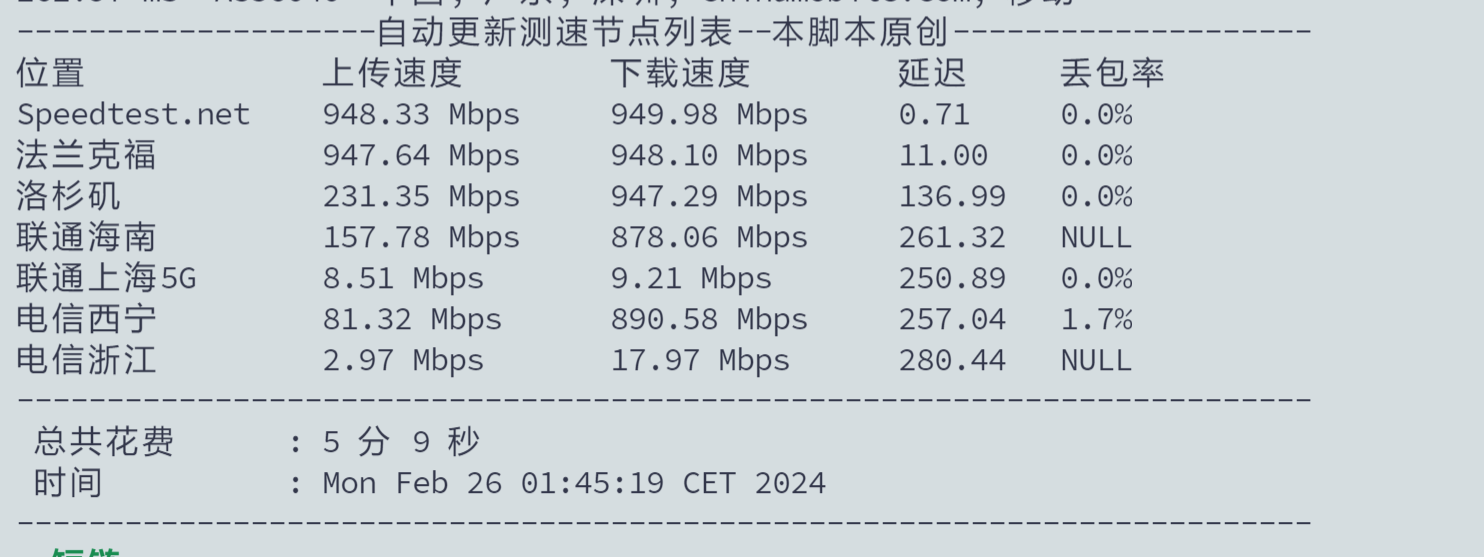 --------------------自动更新测速节点列表--本脚本原创--------------------
位置 上传速度 下载速度 延迟 丢包率
Speedtest.net 948.33 Mbps 949.98 Mbps 0.71 0.0%
法兰克福 947.64 Mbps 948.10 Mbps 11.00 0.0%
洛杉矶 231.35 Mbps 947.29 Mbps 136.99 0.0%
联通海南 157.78 Mbps 878.06 Mbps 261.32 NULL
联通上海5G 8.51 Mbps 9.21 Mbps 250.89 0.0%
电信西宁 81.32 Mbps 890.58 Mbps 257.04 1.7%
电信浙江 2.97 Mbps 17.97 Mbps 280.44 NULL
------------------------------------------------------------------------
总共花费 : 5 分 9 秒
时间 : Mon Feb 26 01:45:19 CET 2024
------------------------------------------------------------------------